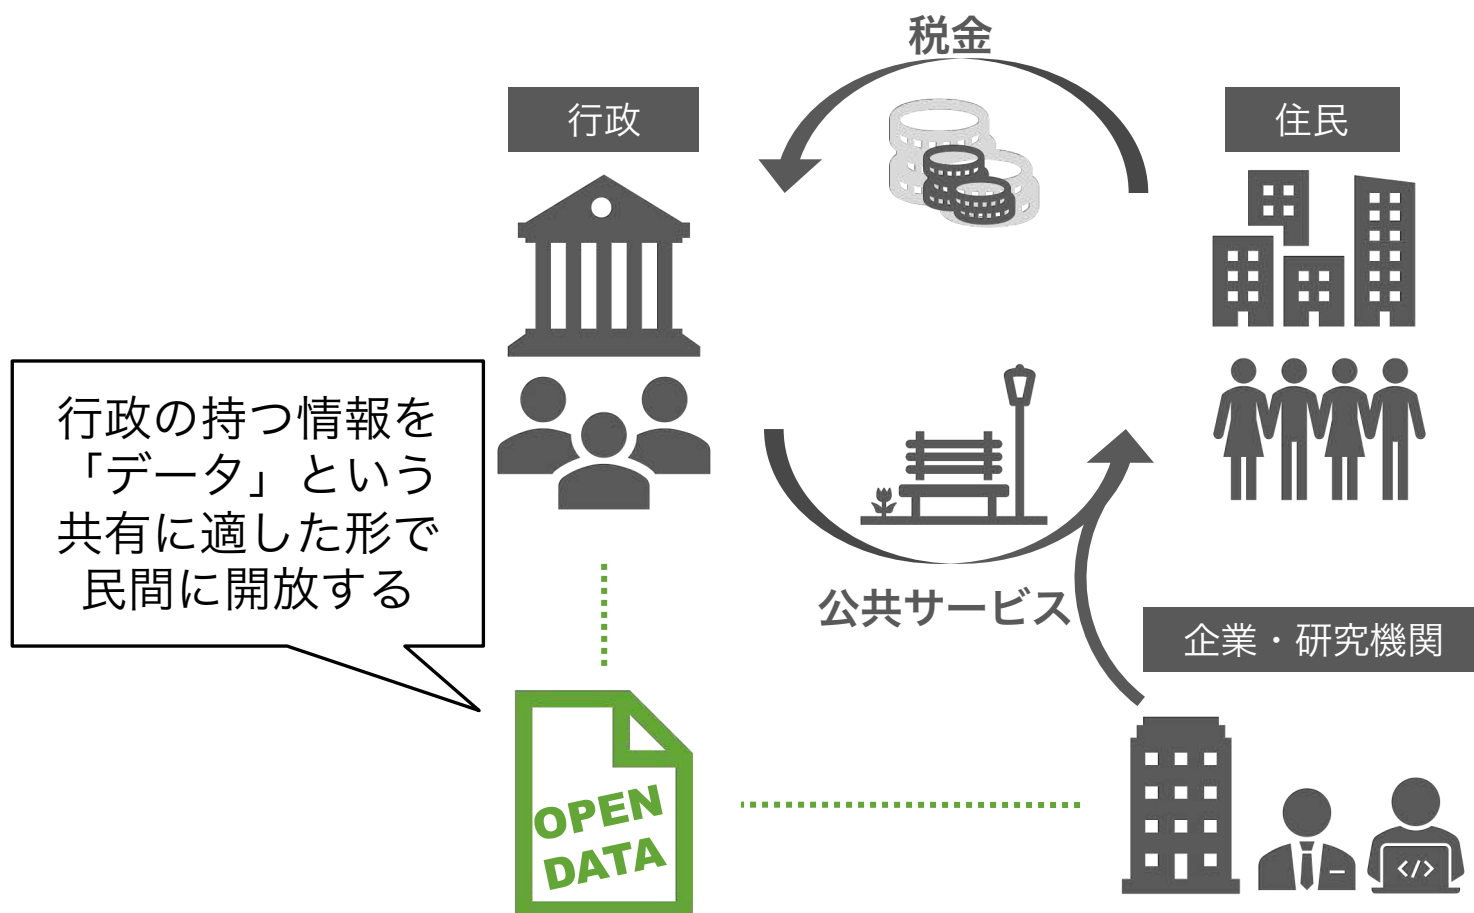 税金
行政
住民
行政の持つ情報を
「データ」という
共有に適した形で
民間に開放する
公共サービス
企業・研究機関
OPEN
DATA
</>